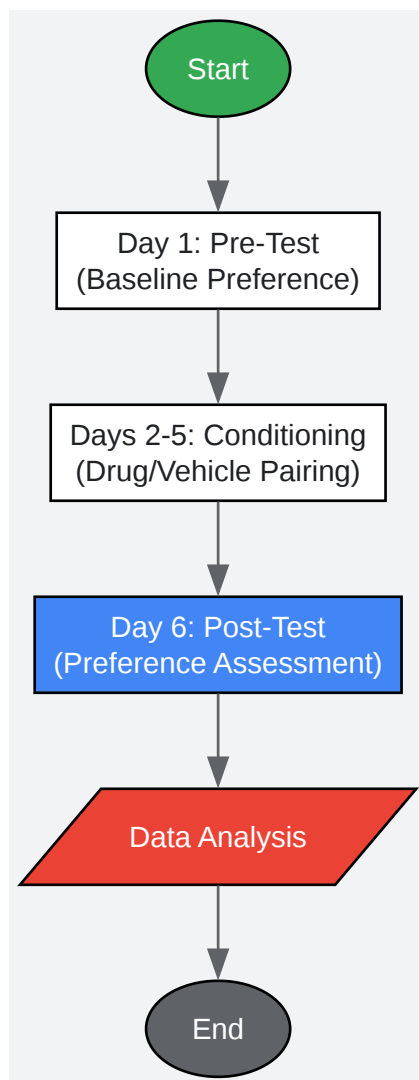 Start
Day 1: Pre-Test
(Baseline Preference)
Days 2-5: Conditioning
(Drug/Vehicle Pairing)
Day 6: Post-Test
(Preference Assessment)
Data Analysis
End